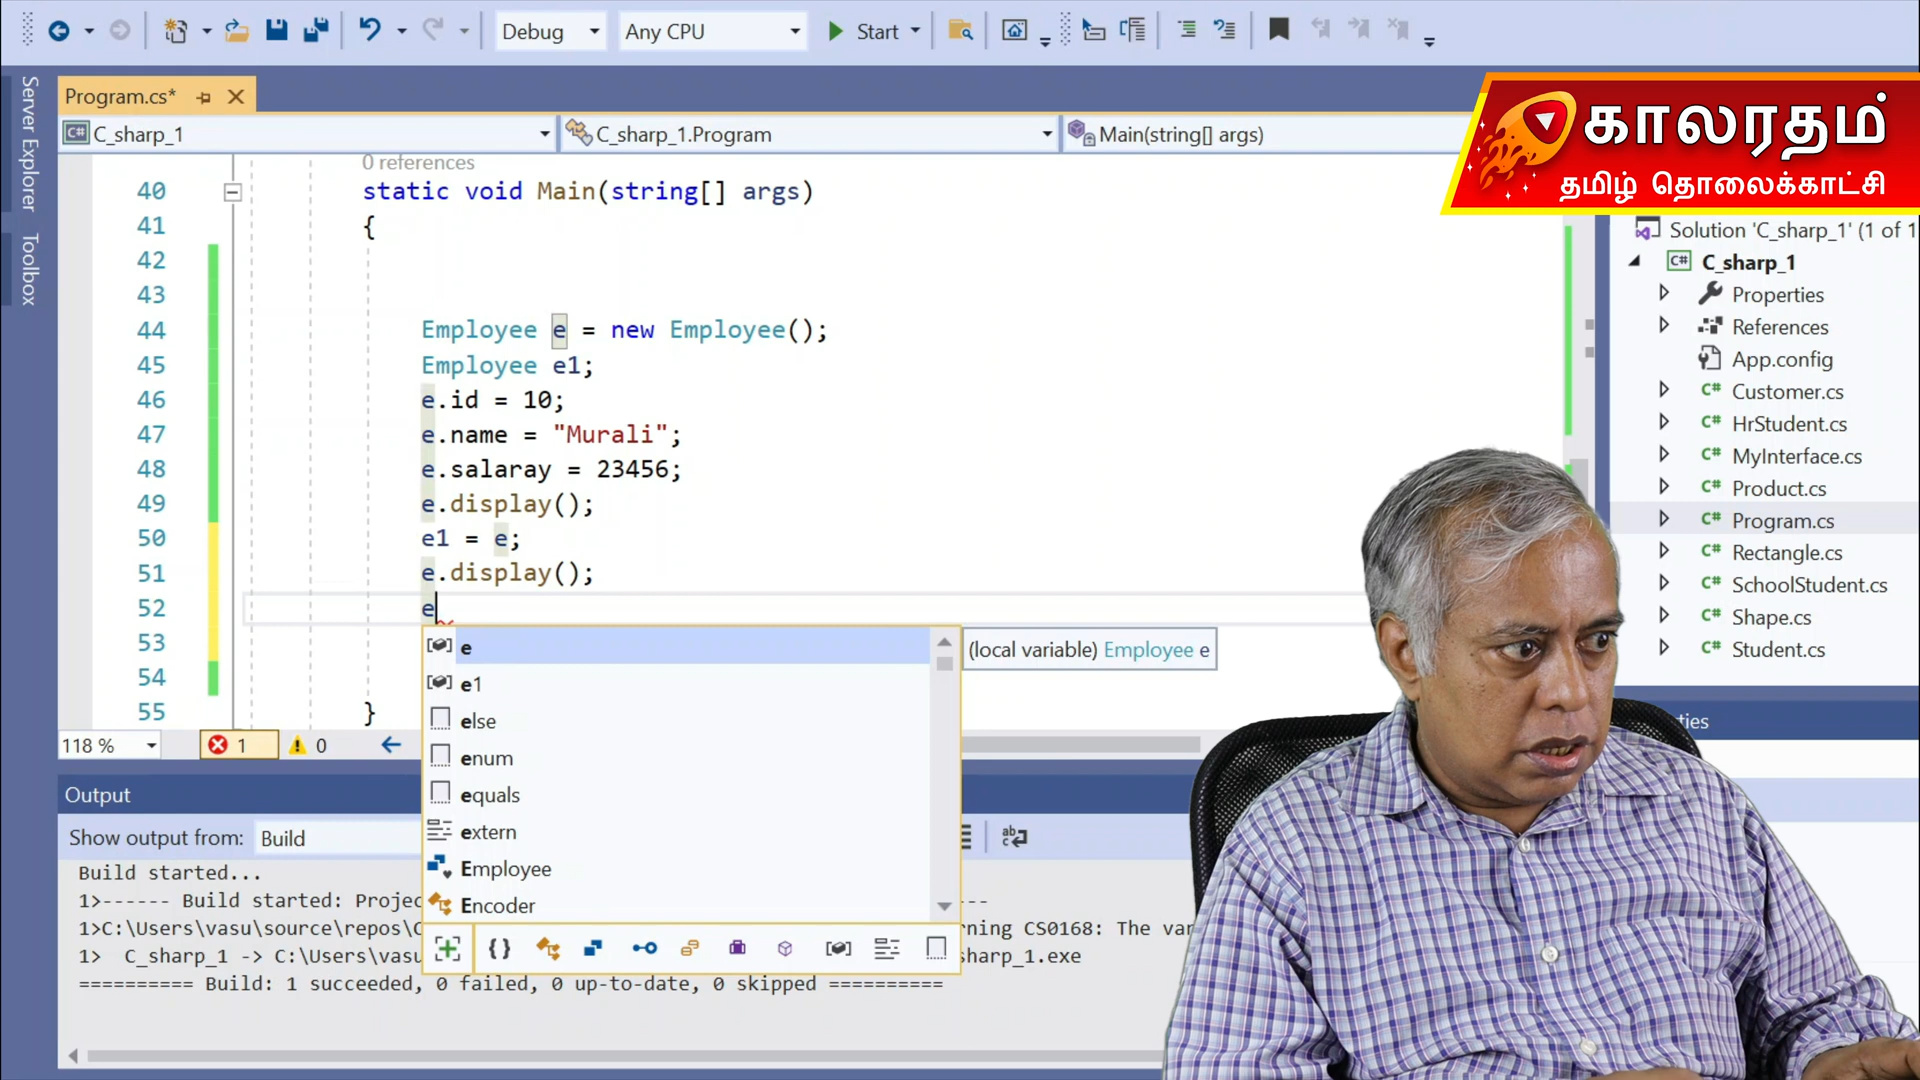 Debug
Any CPU
Start
காலரதம்
தமிழ் தொலைக்காட்சி
Server Explorer
Toolbox
Program.cs*
C# C_sharp_1
C_sharp_1.Program
Main(string[] args)
0 references
40 static void Main(string[] args)
41 {
42
43
44 Employee e = new Employee();
45 Employee e1;
46 e.id = 10;
47 e.name = "Murali";
48 e.salaray = 23456;
49 e.display();
50 e1 = e;
51 e.display();
52 e
53
54
55 }
e
e1
else
enum
equals
extern
Employee
Encoder
(local variable) Employee e
118 %
1
0
Output
Show output from: Build
Build started...
1>------ Build started: Projec
1>C:\Users\vasu\source\repos\C rning CS0168: The var
1> C_sharp_1 -> C:\Users\vasu sharp_1.exe
========== Build: 1 succeeded, 0 failed, 0 up-to-date, 0 skipped ==========
Solution 'C_sharp_1' (1 of 1
C# C_sharp_1
Properties
References
App.config
C# Customer.cs
C# HrStudent.cs
C# MyInterface.cs
C# Product.cs
C# Program.cs
C# Rectangle.cs
C# SchoolStudent.cs
C# Shape.cs
C# Student.cs
ties